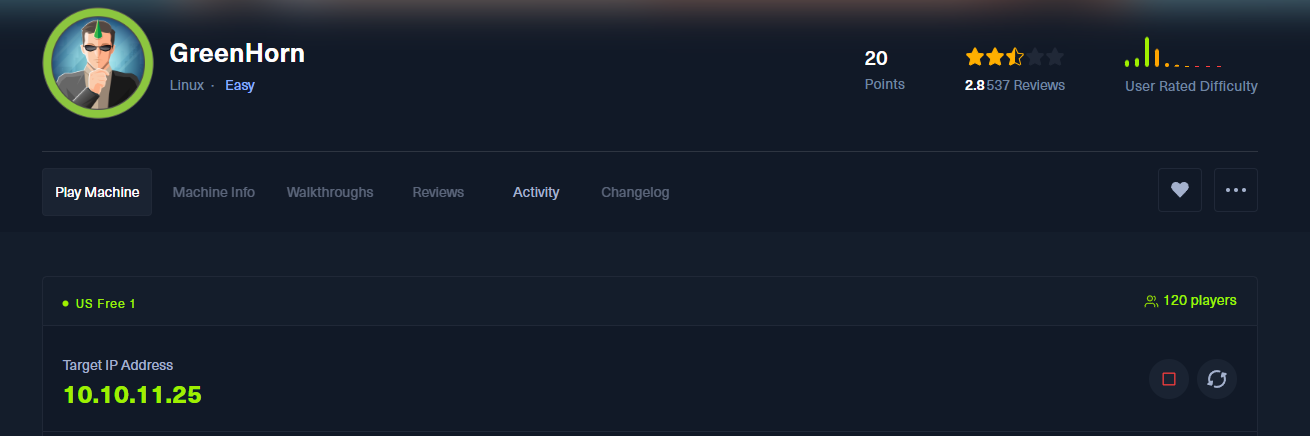 GreenHorn
Linux · Easy
20
Points
2.8 537 Reviews
User Rated Difficulty
Play Machine
Machine Info
Walkthroughs
Reviews
Activity
Changelog
US Free 1
120 players
Target IP Address
10.10.11.25